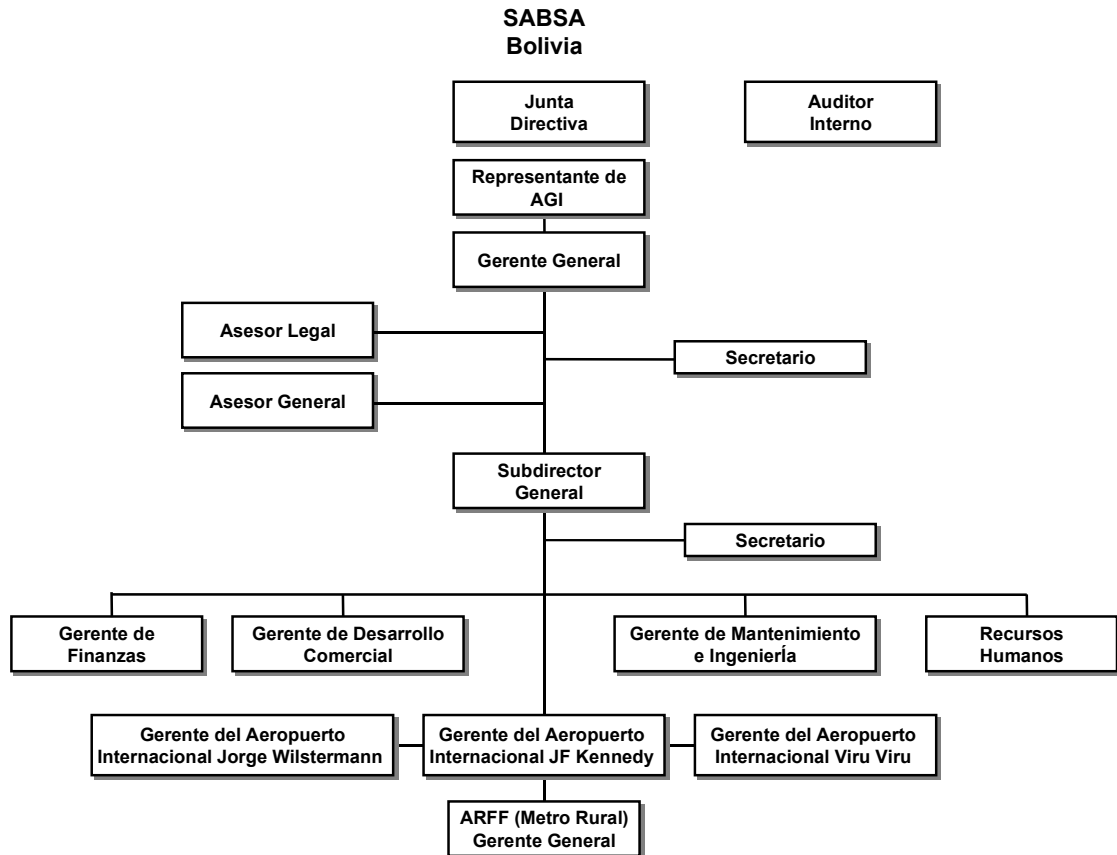 SABSA
Bolivia
Junta
Directiva
Auditor
Interno
Representante de
AGI
Gerente General
Asesor Legal
Secretario
Asesor General
Subdirector
General
Secretario
Gerente de
Finanzas
Gerente de Desarrollo
Comercial
Gerente de Mantenimiento
e IngenierÍa
Recursos
Humanos
Gerente del Aeropuerto
Internacional Jorge Wilstermann
Gerente del Aeropuerto
Internacional JF Kennedy
Gerente del Aeropuerto
Internacional Viru Viru
ARFF (Metro Rural)
Gerente General